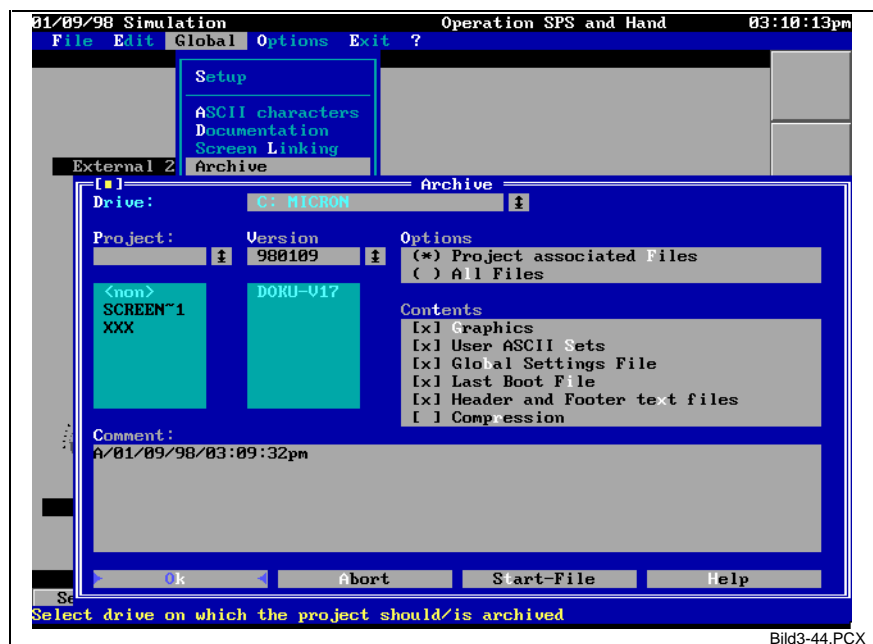 01/09/98 Simulation Operation SPS and Hand 03:10:13pm
File Edit Global Options Exit ?
Setup
ASCII characters
Documentation
Screen Linking
External 2 Archive
Archive
Drive: C: MICRON
Project: Version Options
980109 (*) Project associated Files
( ) All Files
<non> DOKU-V17
SCREEN~1 Contents
XXX [x] Graphics
[x] User ASCII Sets
[x] Global Settings File
[x] Last Boot File
[x] Header and Footer text files
[ ] Compression
Comment:
A/01/09/98/03:09:32pm
Ok Abort Start-File Help
Se
Select drive on which the project should/is archived
Bild3-44.PCX